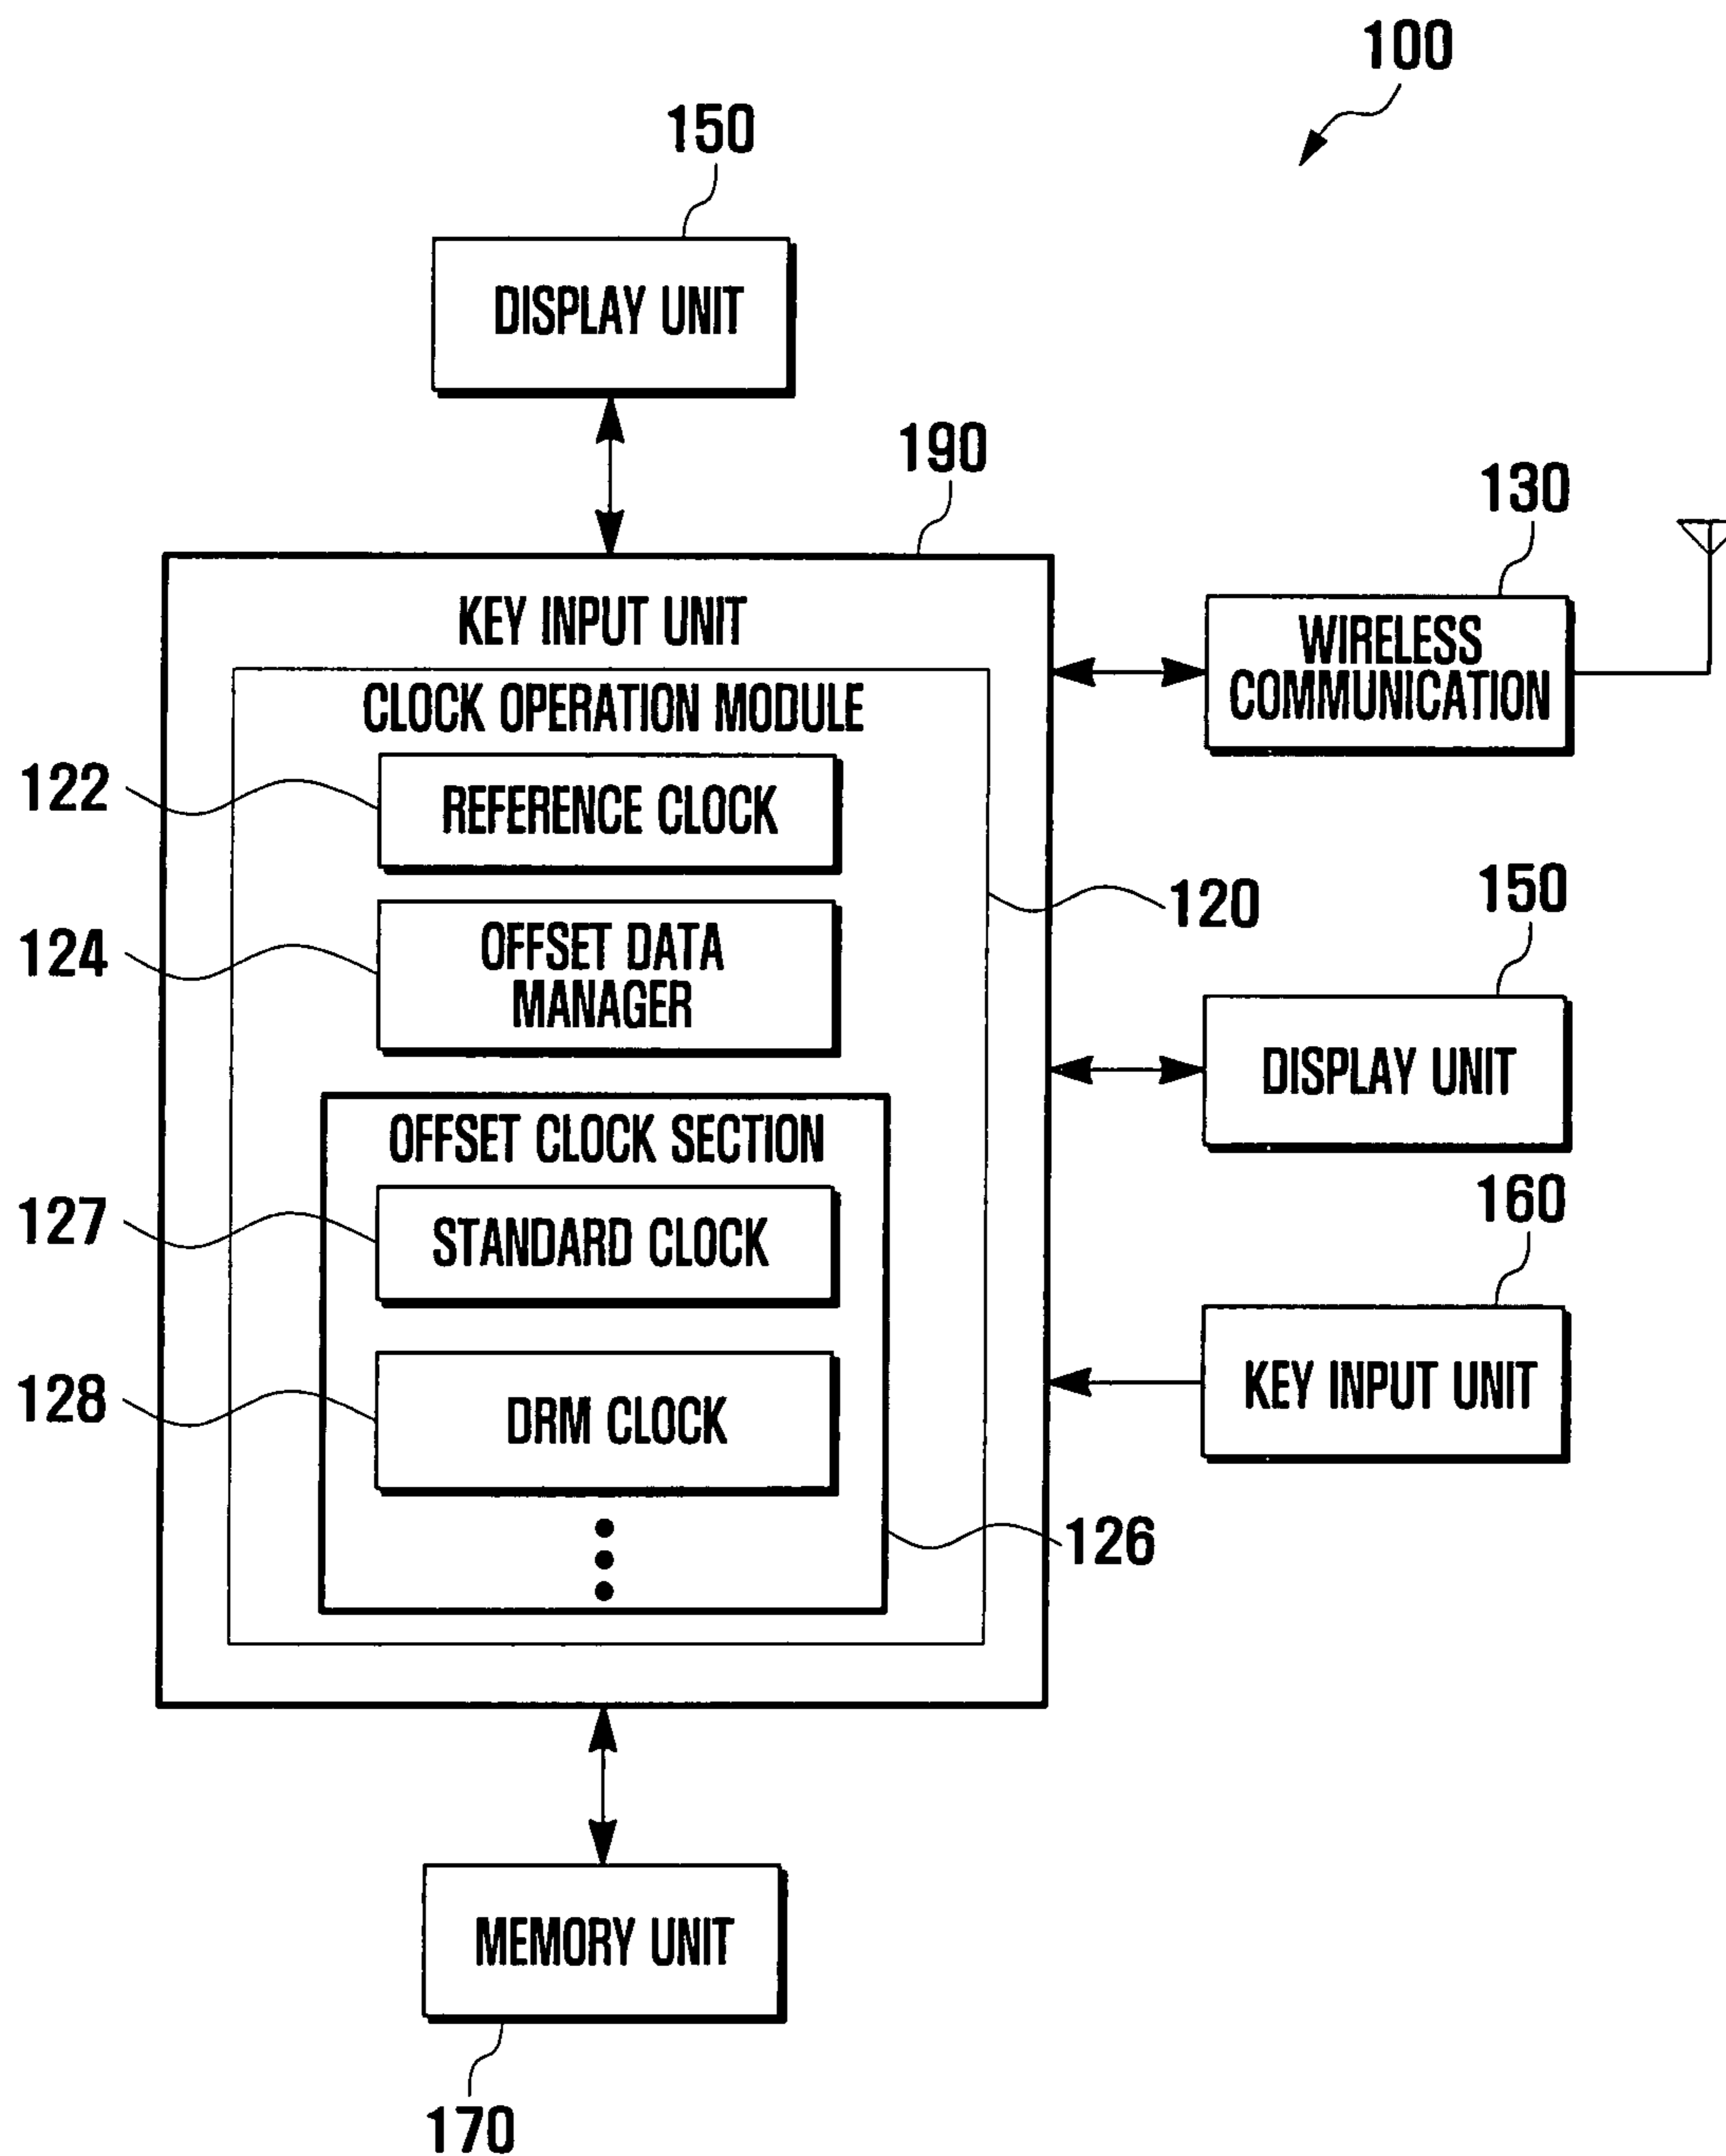 100
150
DISPLAY UNIT
190
130
KEY INPUT UNIT
WIRELESS
COMMUNICATION
CLOCK OPERATION MODULE
122
REFERENCE CLOCK
120
150
124
OFFSET DATA
MANAGER
DISPLAY UNIT
OFFSET CLOCK SECTION
160
127
STANDARD CLOCK
KEY INPUT UNIT
128
DRM CLOCK
126
MEMORY UNIT
170